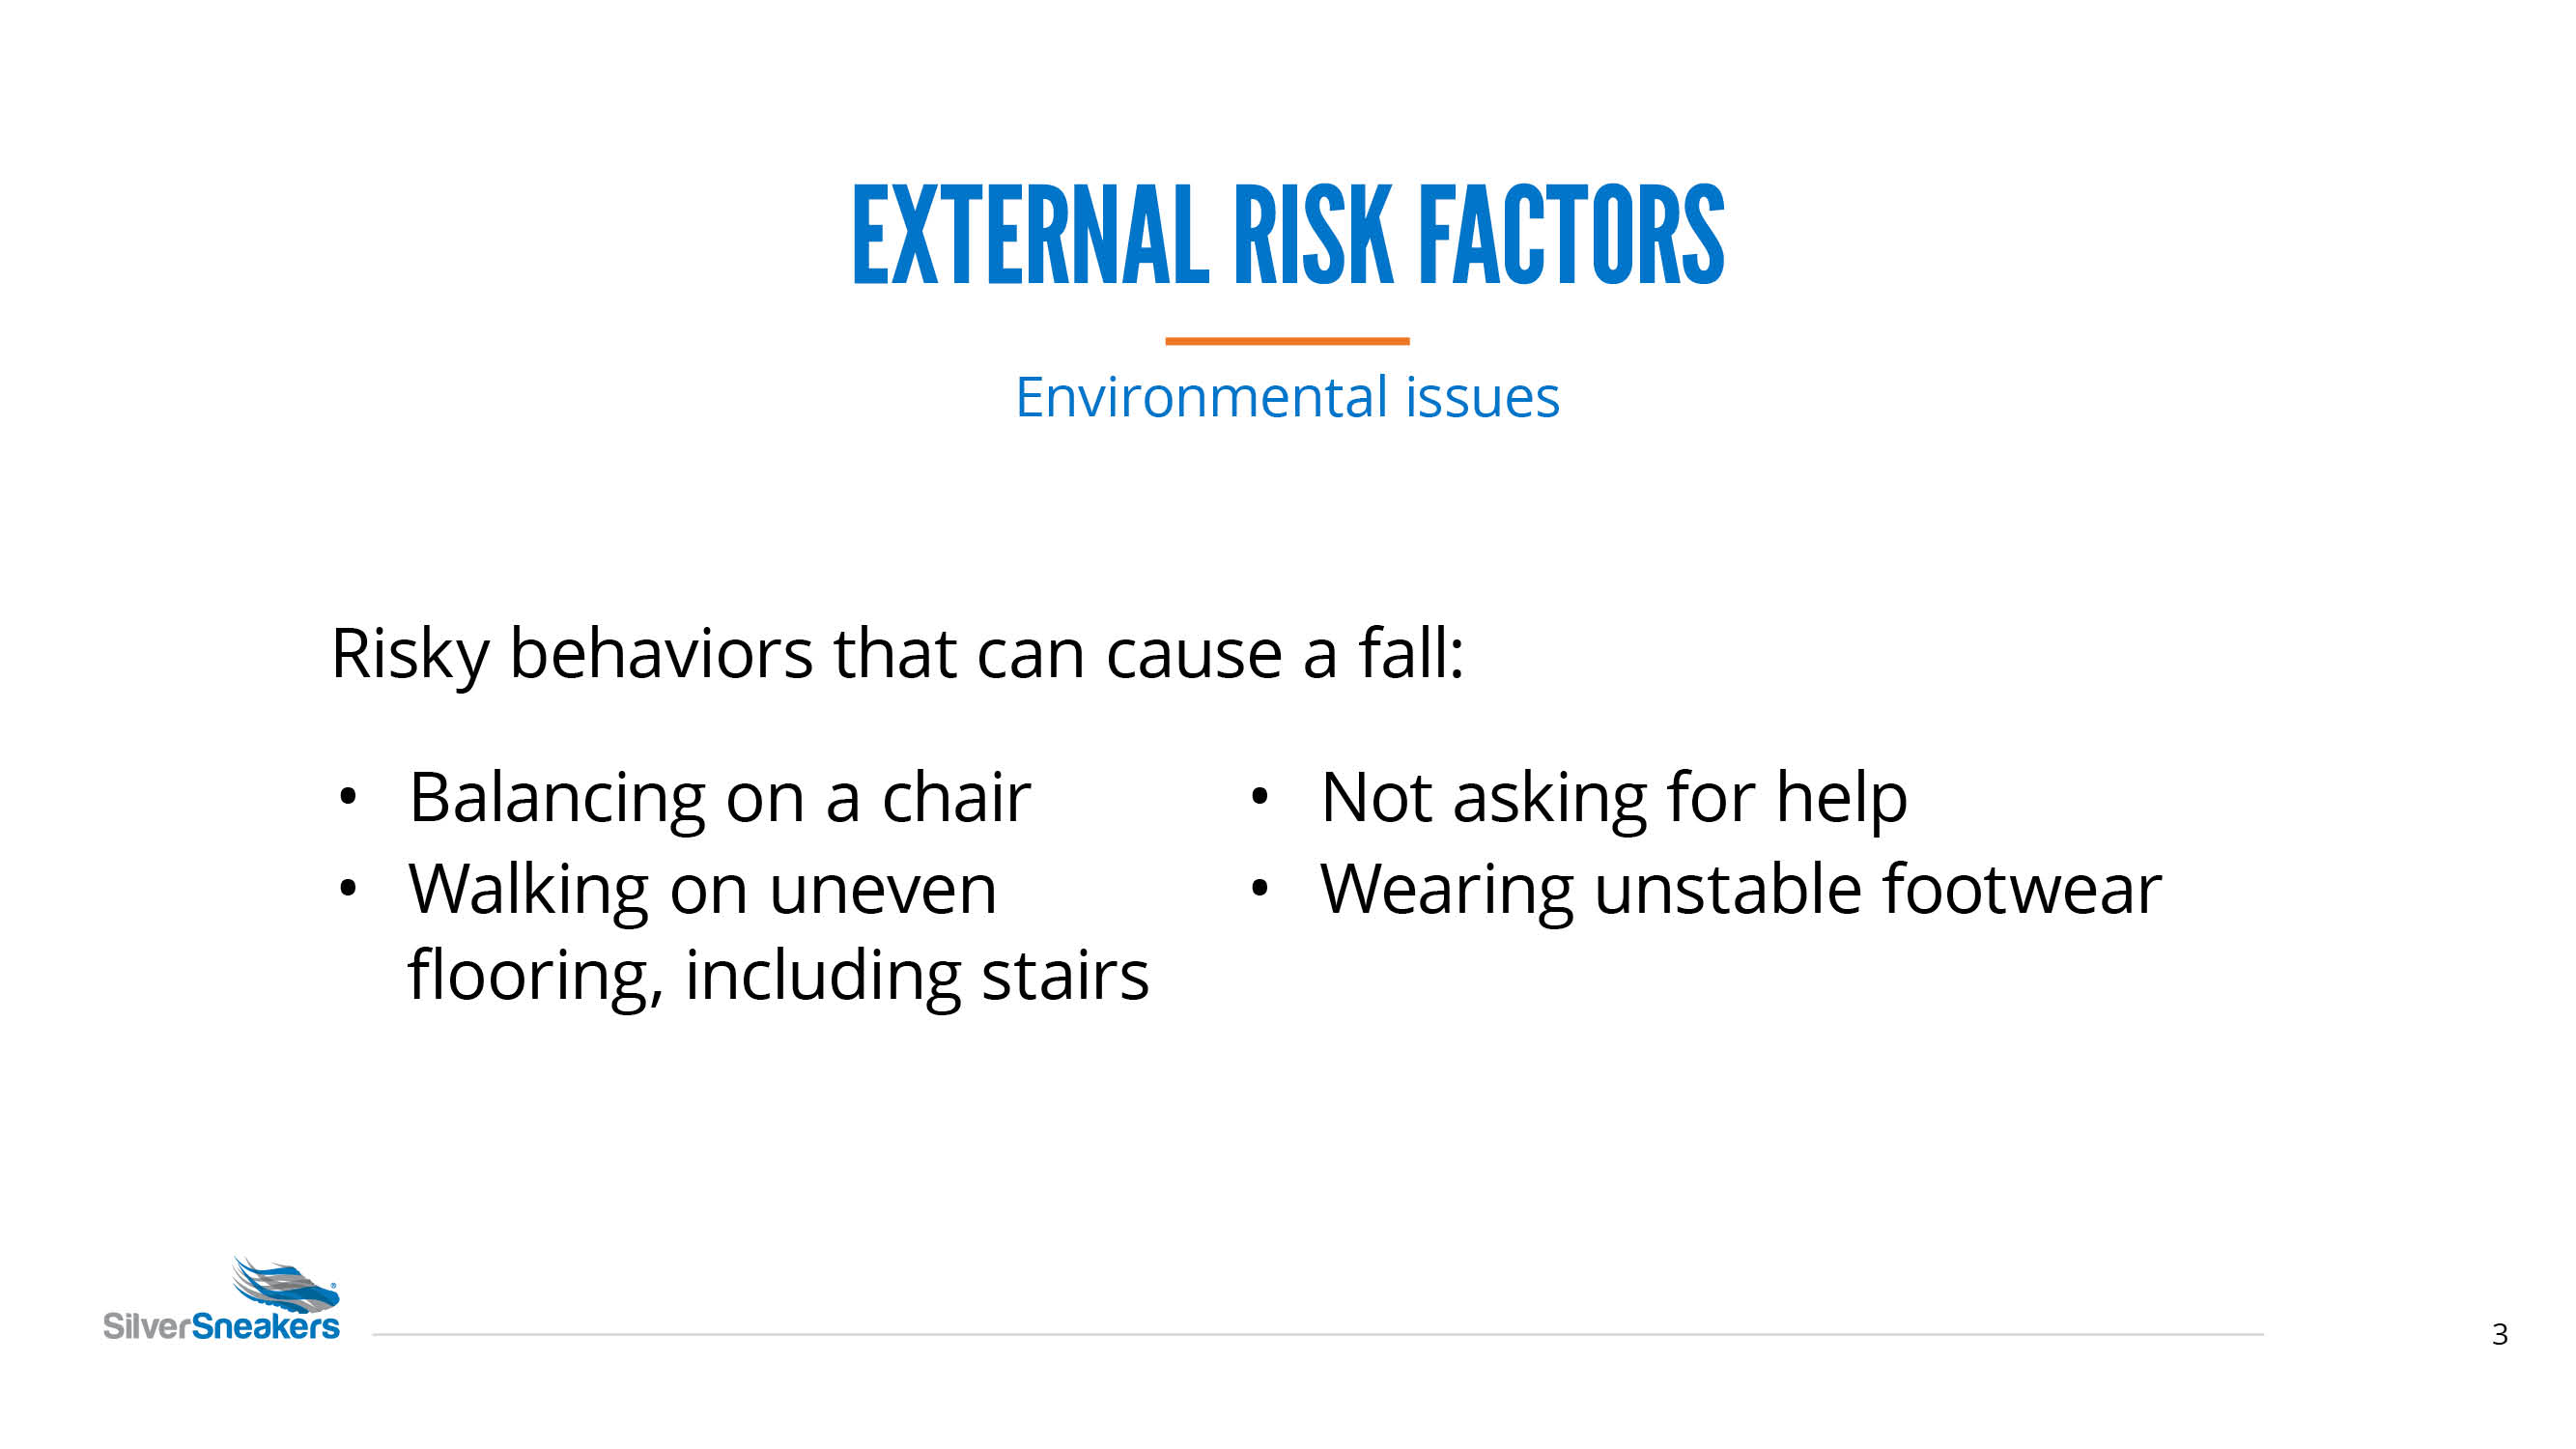 EXTERNAL RISK FACTORS
Environmental issues
Risky behaviors that can cause a fall:
• Balancing on a chair
• Walking on uneven
flooring, including stairs
• Not asking for help
• Wearing unstable footwear
SilverSneakers®
3